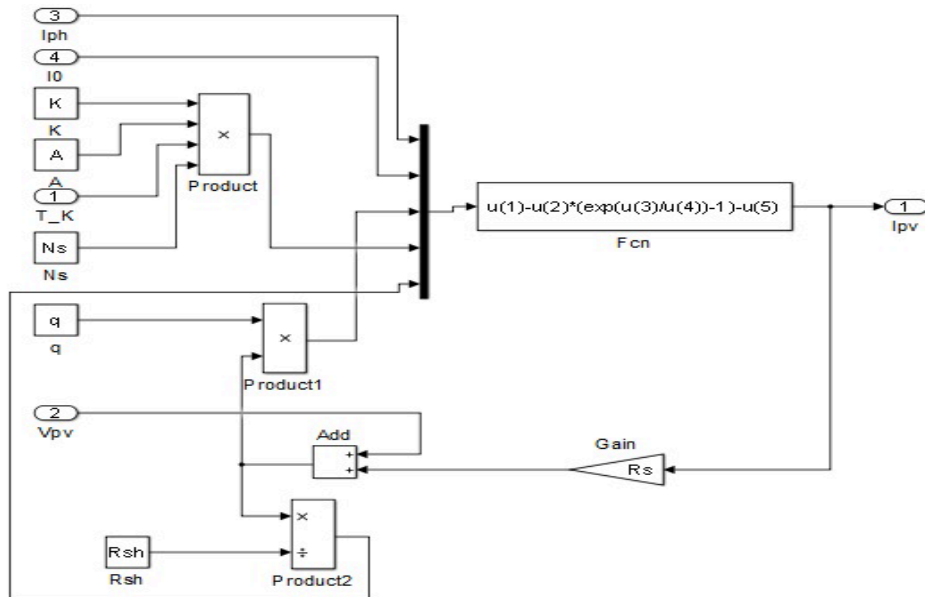 3
Iph
4
I0
K
K
A
A
1
T_K
Ns
Ns
×
Product
u(1)-u(2)*(exp(u(3)/u(4))-1)-u(5)
Fcn
1
Ipv
q
q
×
Product1
2
Vpv
Add
+
+
Gain
Rs
Rsh
Rsh
×
÷
Product2